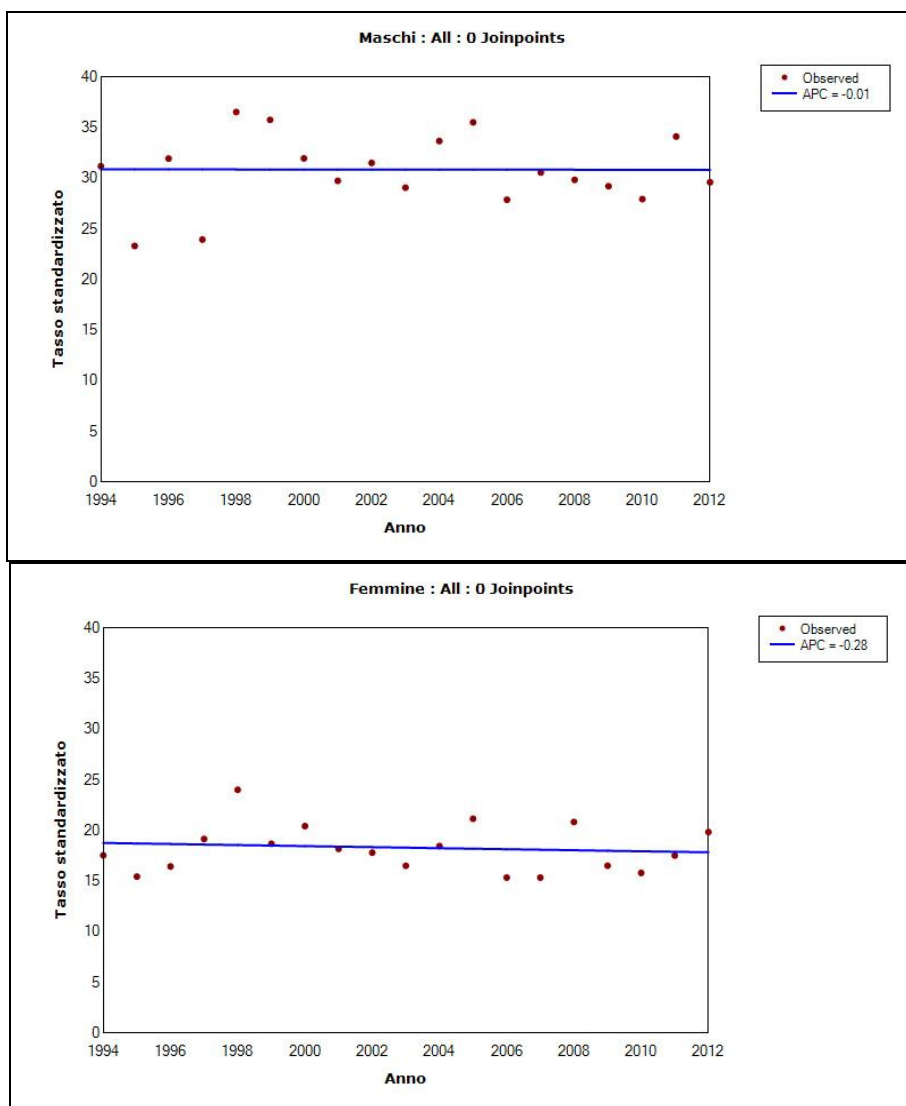 Maschi : All : 0 Joinpoints
Observed
APC = -0.01
Tasso standardizzato
40
35
30
25
20
15
10
5
0
1994 1996 1998 2000 2002 2004 2006 2008 2010 2012
Anno
Femmine : All : 0 Joinpoints
Observed
APC = -0.28
Tasso standardizzato
40
35
30
25
20
15
10
5
0
1994 1996 1998 2000 2002 2004 2006 2008 2010 2012
Anno